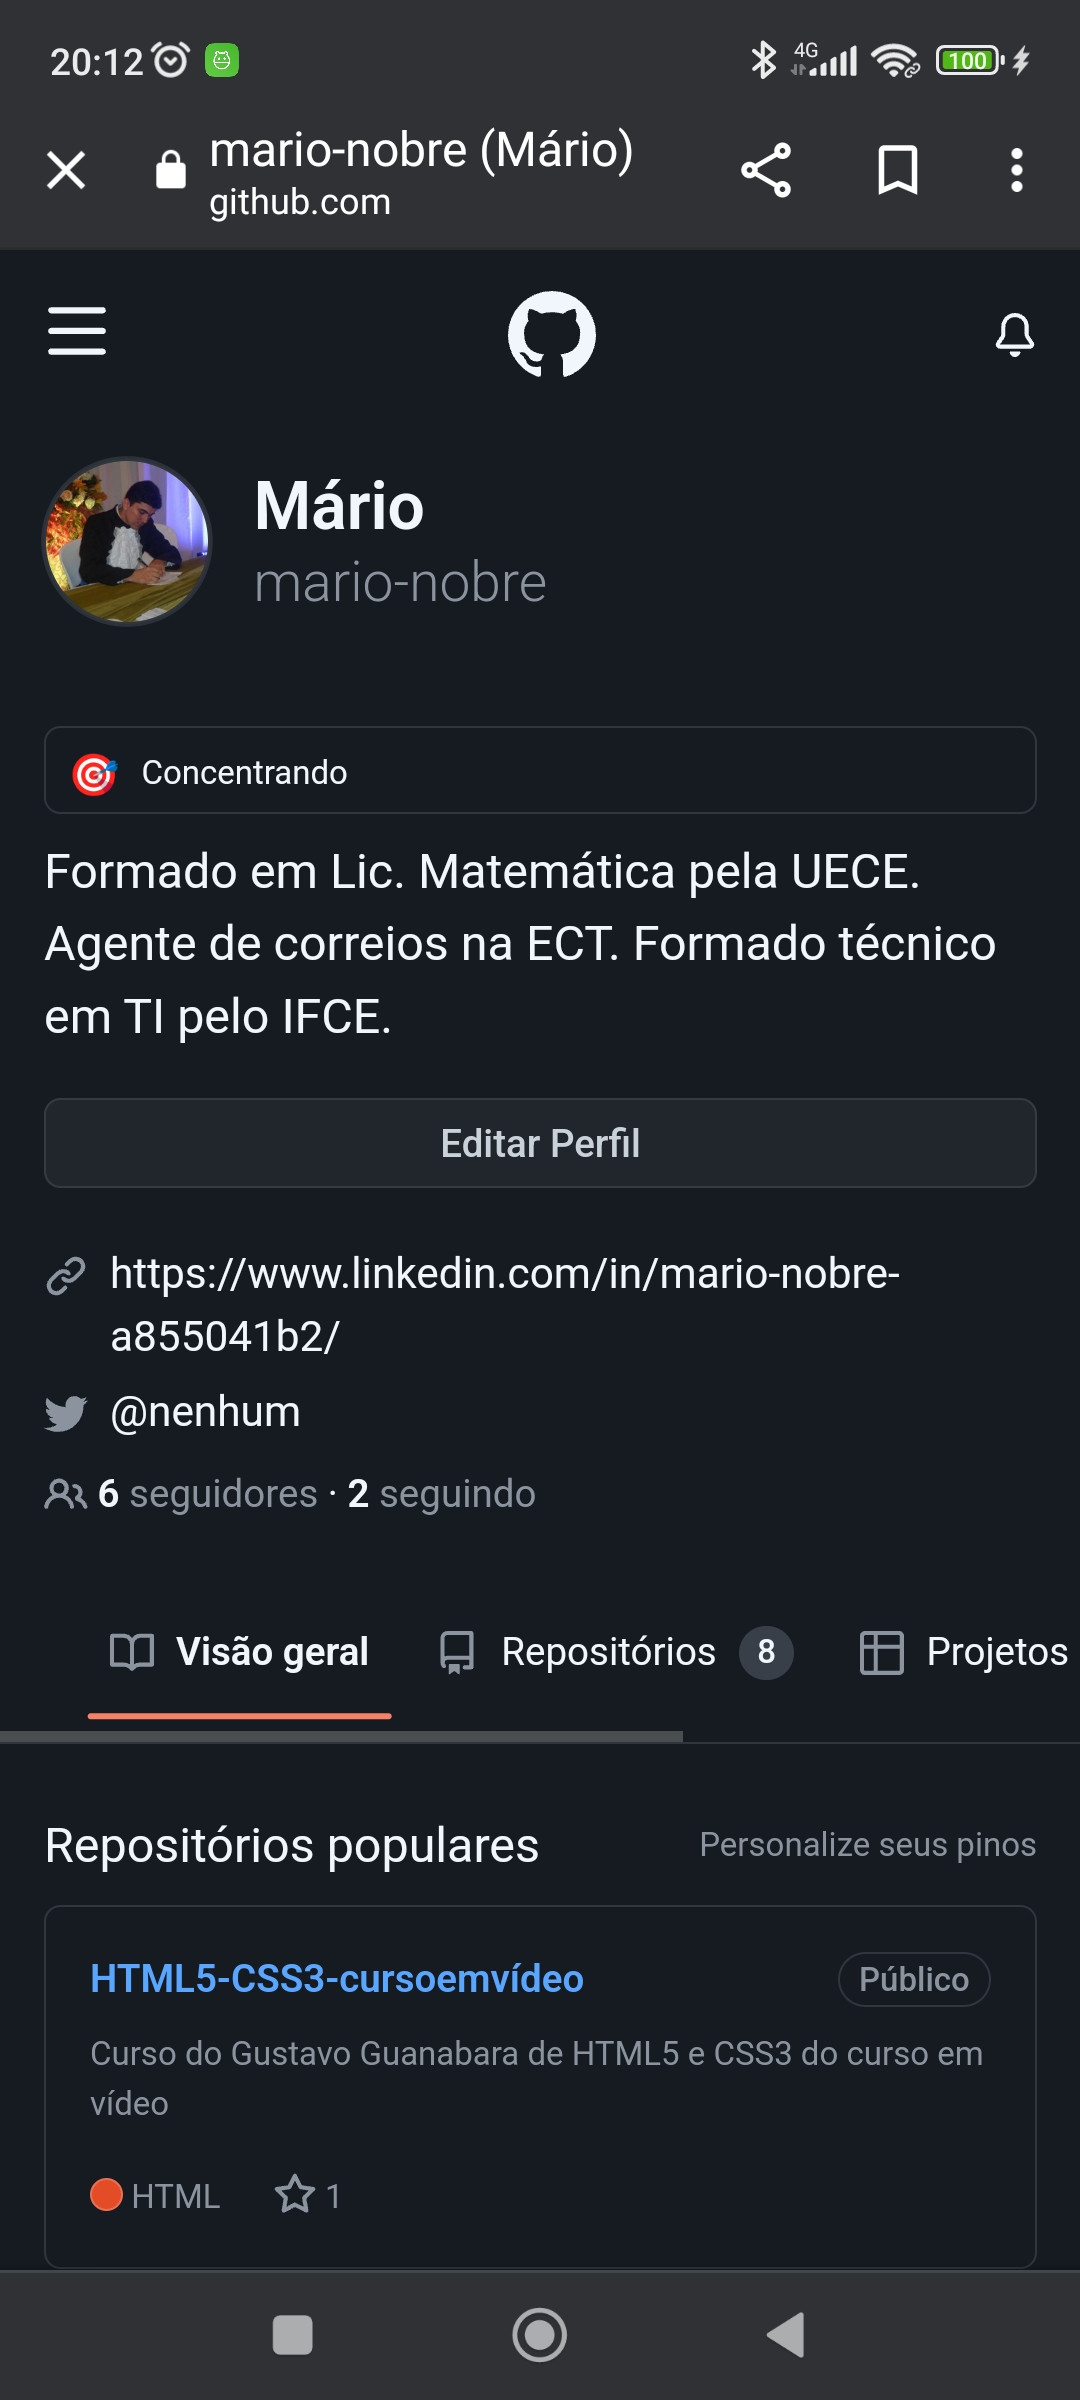 20:12
4G
100
mario-nobre (Mário)
github.com
Mário
mario-nobre
Concentrando
Formado em Lic. Matemática pela UECE.
Agente de correios na ECT. Formado técnico
em TI pelo IFCE.
Editar Perfil
https://www.linkedin.com/in/mario-nobre-
a855041b2/
@nenhum
6 seguidores · 2 seguindo
Visão geral Repositórios 8 Projetos
Repositórios populares Personalize seus pinos
HTML5-CSS3-cursoemvídeo Público
Curso do Gustavo Guanabara de HTML5 e CSS3 do curso em
vídeo
HTML 1